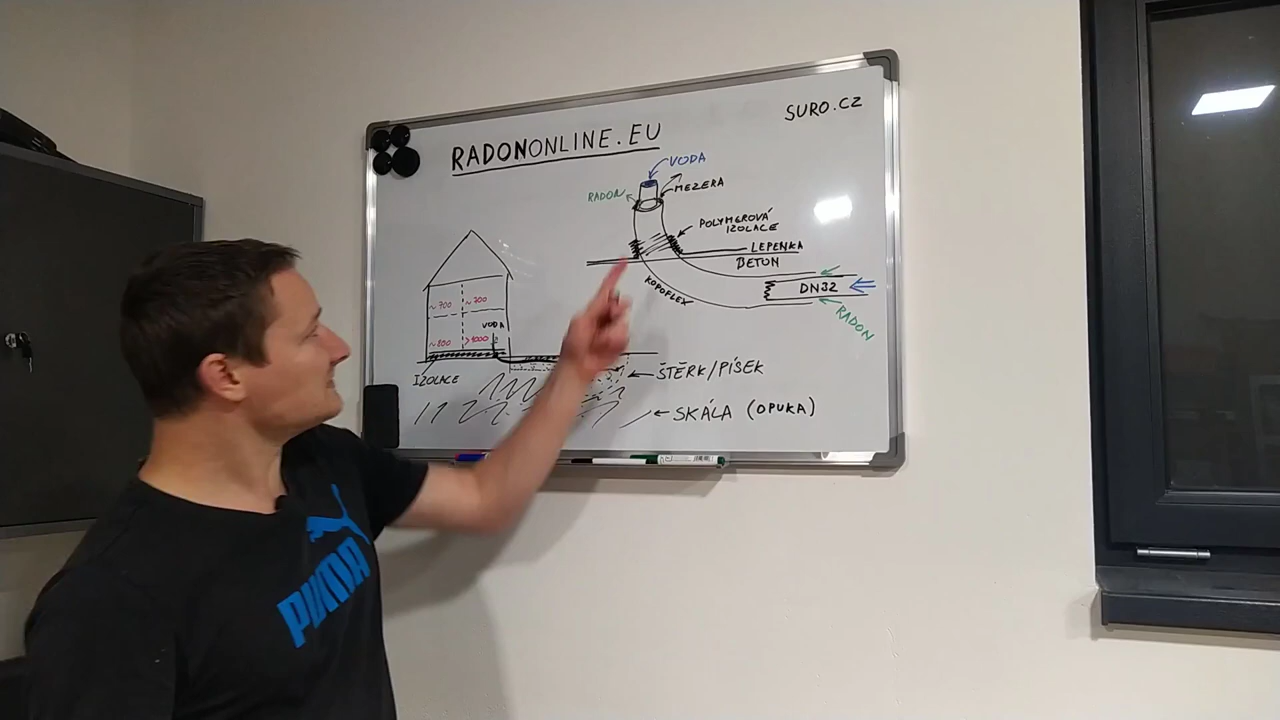 RADONONLINE.EU
SURO.CZ
VODA
RADON
MEZERA
POLYMEROVÁ
IZOLACE
LEPENKA
BETON
KOPOFLEX
DN32
RADON
~700
~300
VODA
~800
>1000
IZOLACE
ŠTĚRK/PÍSEK
SKÁLA (OPUKA)
PUMA